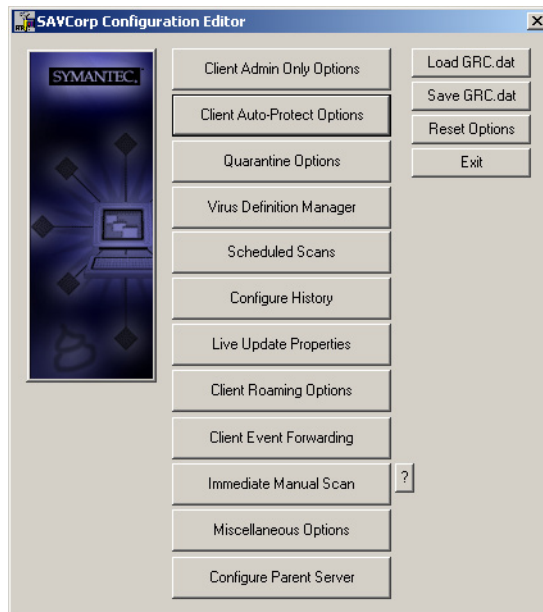 SAVCorp Configuration Editor
SYMANTEC.
Client Admin Only Options
Client Auto-Protect Options
Quarantine Options
Virus Definition Manager
Scheduled Scans
Configure History
Live Update Properties
Client Roaming Options
Client Event Forwarding
Immediate Manual Scan
?
Miscellaneous Options
Configure Parent Server
Load GRC.dat
Save GRC.dat
Reset Options
Exit